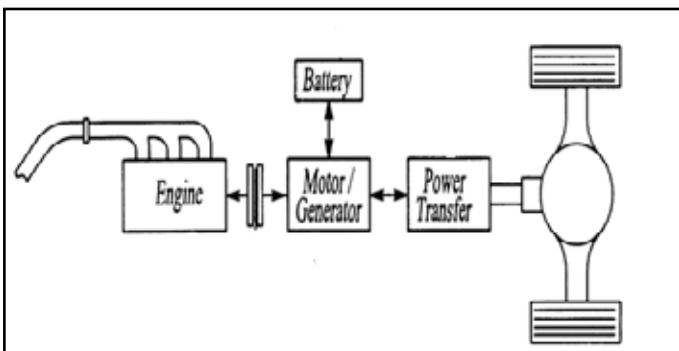 Battery
Engine
Motor /
Generator
Power
Transfer